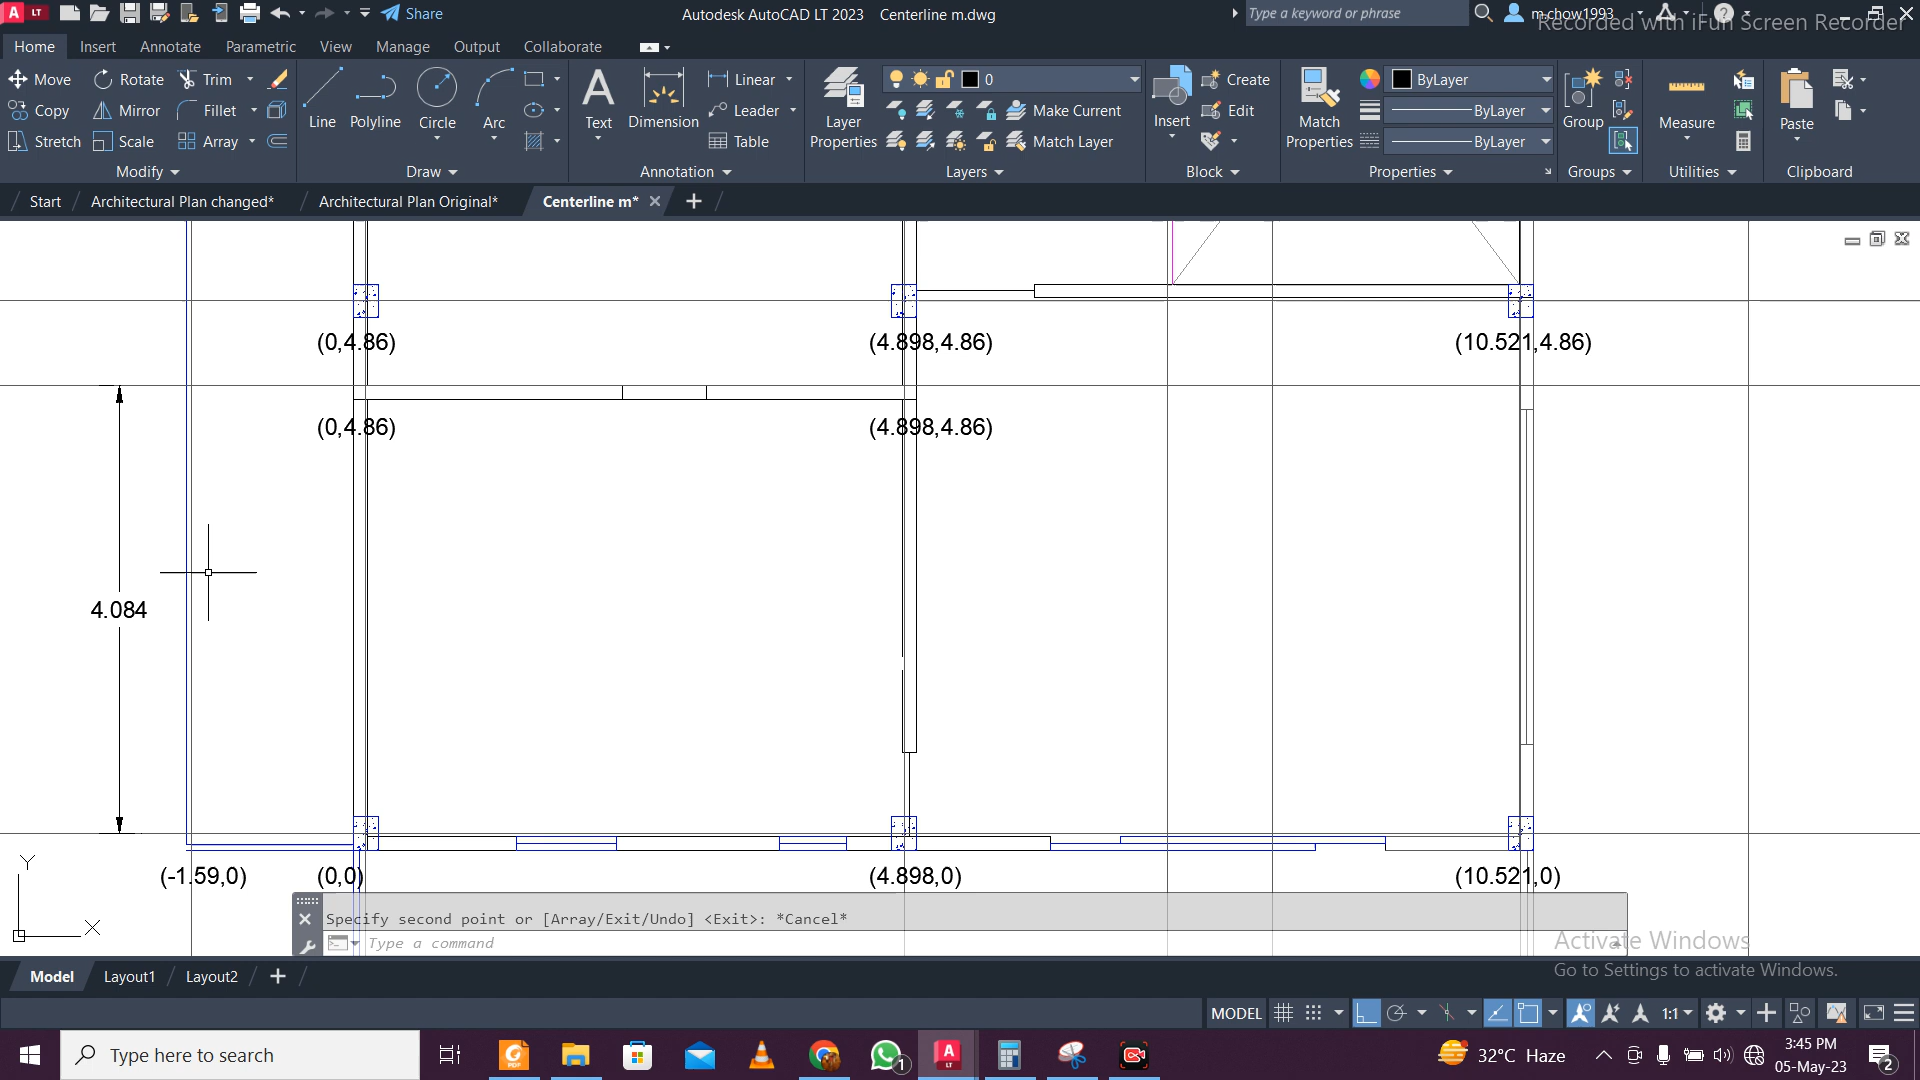 A LT Share Autodesk AutoCAD LT 2023 Centerline m.dwg Type a keyword or phrase m.chow1993
Recorded with iFun Screen Recorder
Home Insert Annotate Parametric View Manage Output Collaborate
Move Rotate Trim Linear 0 Create ByLayer
Copy Mirror Fillet Leader Make Current Edit ByLayer
Line Polyline Circle Arc Text Dimension Layer Properties Insert Match Properties Group Measure Paste
Stretch Scale Array Table Match Layer ByLayer
Modify Draw Annotation Layers Block Properties Groups Utilities Clipboard
Start Architectural Plan changed* Architectural Plan Original* Centerline m*
(0,4.86) (4.898,4.86) (10.521,4.86)
(0,4.86) (4.898,4.86)
4.084
(-1.59,0) (0,0) (4.898,0) (10.521,0)
Y
X
Specify second point or [Array/Exit/Undo] <Exit>: *Cancel*
Type a command
Activate Windows
Go to Settings to activate Windows.
Model Layout1 Layout2
MODEL 1:1
Type here to search PDF 1 A LT 32°C Haze 3:45 PM
05-May-23 2